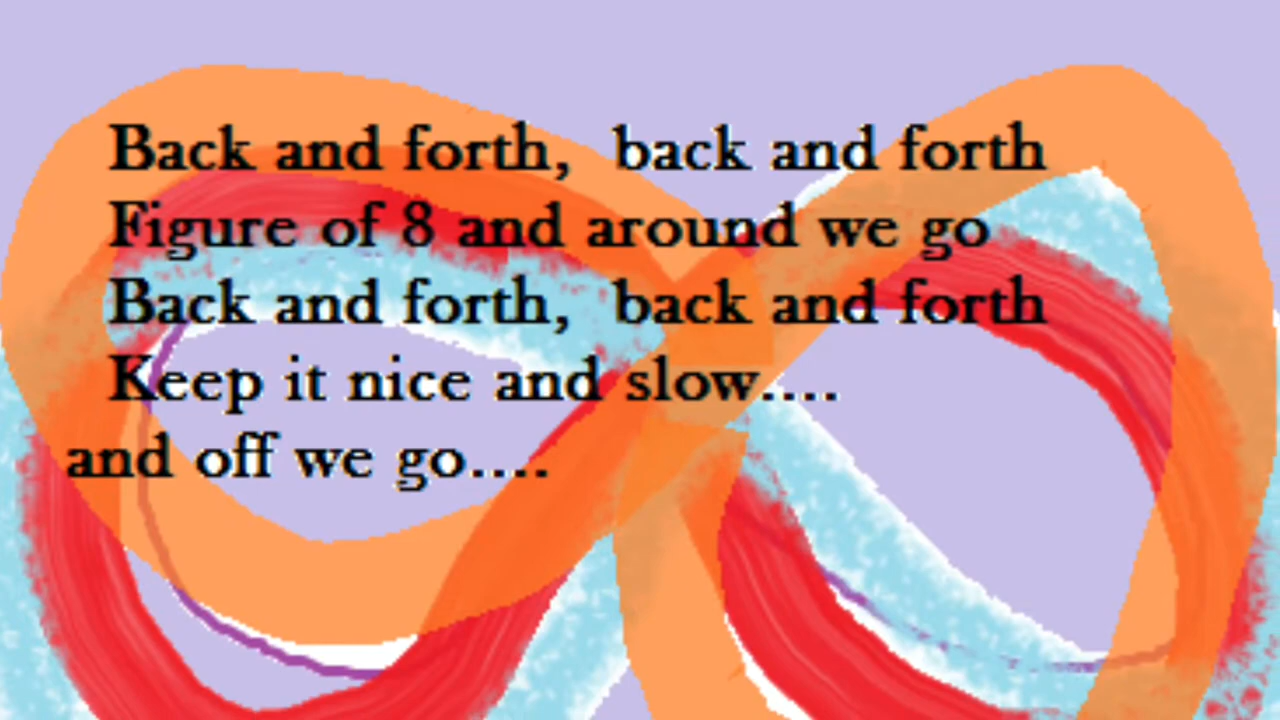 Back and forth,  back and forth
Figure of 8 and around we go
Back and forth,  back and forth
Keep it nice and slow....
and off we go....